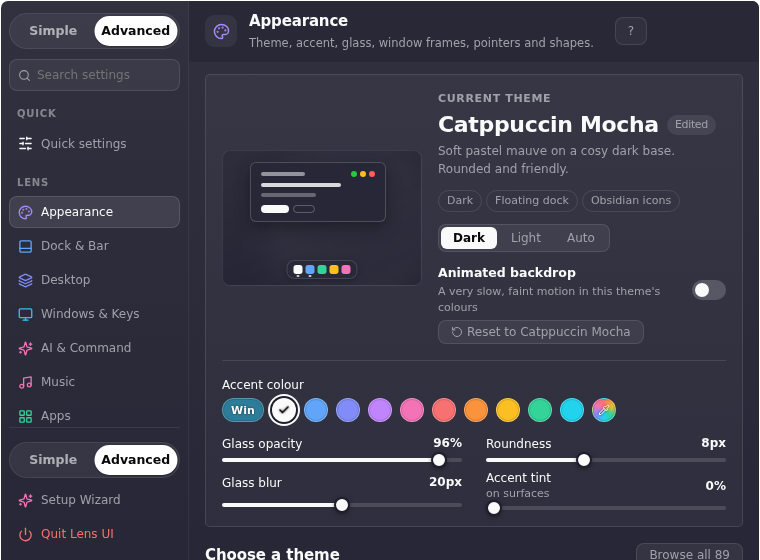 Simple
Advanced
Search settings
QUICK
Quick settings
LENS
Appearance
Dock & Bar
Desktop
Windows & Keys
AI & Command
Music
Apps
Simple
Advanced
Setup Wizard
Quit Lens UI
Appearance
Theme, accent, glass, window frames, pointers and shapes.
?
CURRENT THEME
Catppuccin Mocha
Edited
Soft pastel mauve on a cosy dark base.
Rounded and friendly.
Dark
Floating dock
Obsidian icons
Dark
Light
Auto
Animated backdrop
A very slow, faint motion in this theme's
colours
Reset to Catppuccin Mocha
Accent colour
Win
Glass opacity
96%
Roundness
8px
Glass blur
20px
Accent tint
on surfaces
0%
Choose a theme
Browse all 89